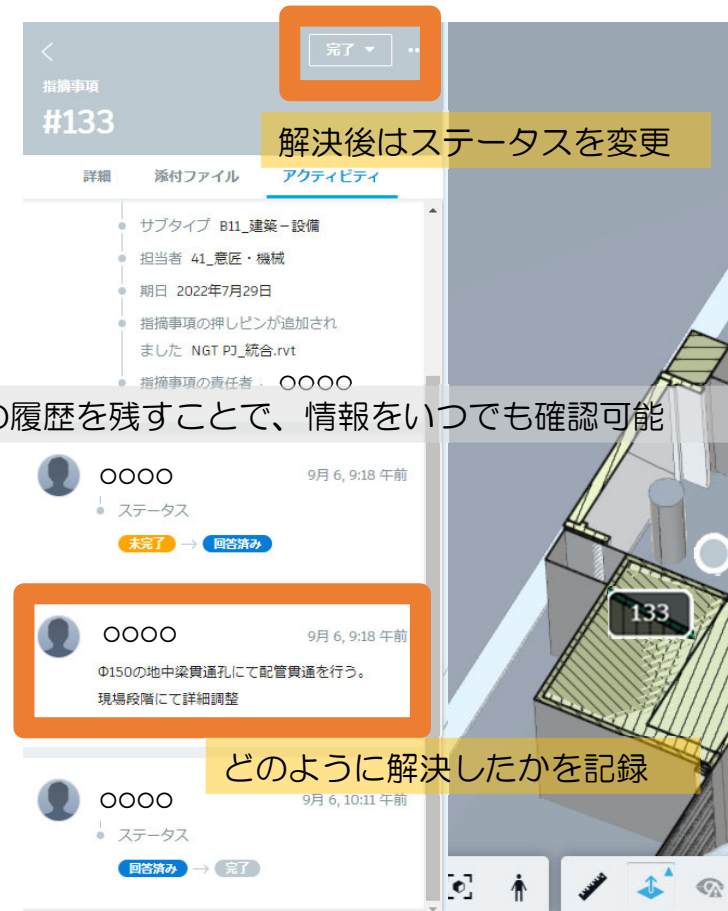 完了
指摘事項
#133
解決後はステータスを変更
詳細 添付ファイル アクティビティ
サブタイプ B11_建築－設備
担当者 41_意匠・機械
期日 2022年7月29日
指摘事項の押しピンが追加され
ました NGT PJ_統合.rvt
指摘事項の責任者： 〇〇〇〇
の履歴を残すことで、情報をいつでも確認可能
〇〇〇〇 9月 6, 9:18 午前
ステータス
未完了 → 回答済み
〇〇〇〇 9月 6, 9:18 午前
Φ150の地中梁貫通孔にて配管貫通を行う。
現場段階にて詳細調整
133
どのように解決したかを記録
〇〇〇〇 9月 6, 10:11 午前
ステータス
回答済み → 完了